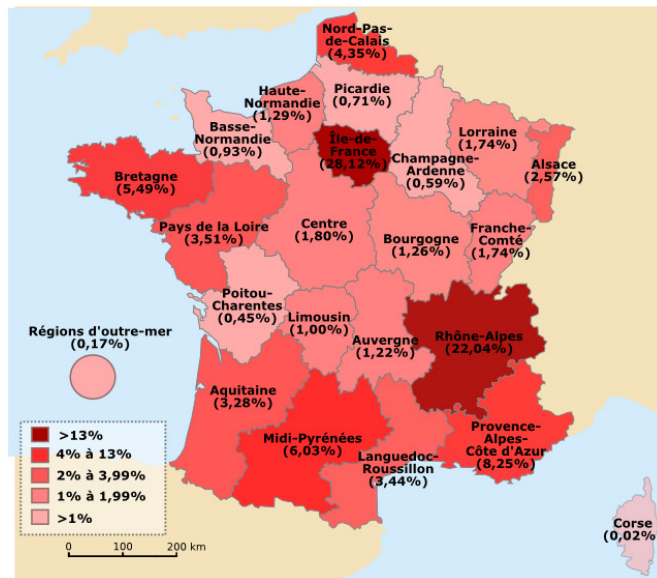 Nord-Pas-
de-Calais
(4,35%)
Haute-
Normandie
(1,29%)
Picardie
(0,71%)
Basse-
Normandie
(0,93%)
Île-de-
France
(28,12%)
Champagne-
Ardenne
(0,59%)
Lorraine
(1,74%)
Alsace
(2,57%)
Bretagne
(5,49%)
Pays de la Loire
(3,51%)
Centre
(1,80%)
Bourgogne
(1,26%)
Franche-
Comté
(1,74%)
Poitou-
Charentes
(0,45%)
Limousin
(1,00%)
Auvergne
(1,22%)
Rhône-Alpes
(22,04%)
Régions d'outre-mer
(0,17%)
Aquitaine
(3,28%)
Midi-Pyrénées
(6,03%)
Languedoc-
Roussillon
(3,44%)
Provence-
Alpes-
Côte d'Azur
(8,25%)
Corse
(0,02%)
>13%
4% à 13%
2% à 3,99%
1% à 1,99%
>1%
0 100 200 km